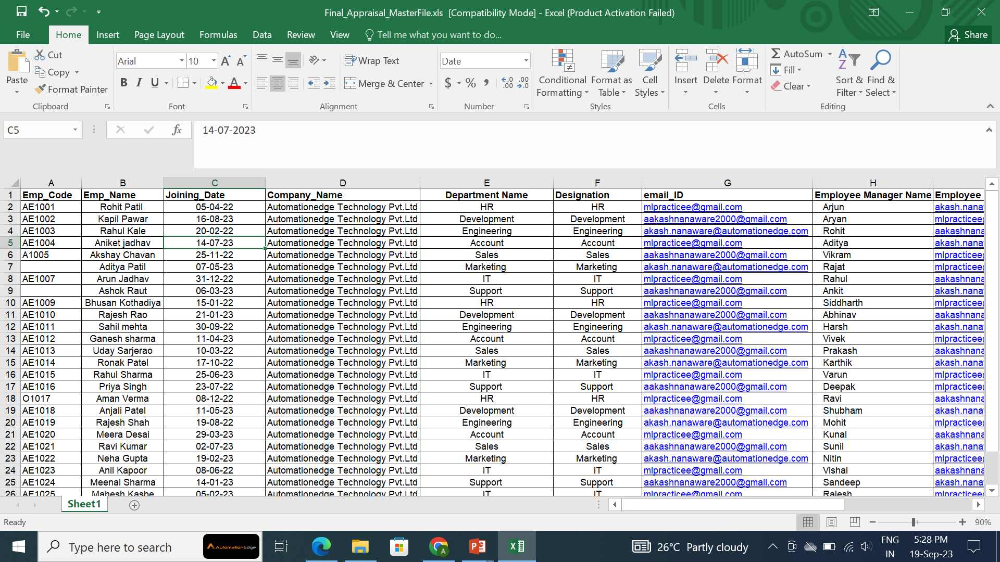 Final_Appraisal_MasterFile.xls [Compatibility Mode] - Excel (Product Activation Failed)
File Home Insert Page Layout Formulas Data Review View Tell me what you want to do... Share
Paste
Cut
Copy
Format Painter
Clipboard
Arial 10 A A
B I U A
Font
Wrap Text
Merge & Center
Alignment
Date
$ % , .0 .00 .00 .0
Number
Conditional Formatting
Format as Table
Cell Styles
Styles
Insert
Delete
Format
Cells
AutoSum
Fill
Clear
Sort & Filter
Find & Select
Editing
C5 fx 14-07-2023
A B C D E F G H
1 Emp_Code Emp_Name Joining_Date Company_Name Department Name Designation email_ID Employee Manager Name Employee
2 AE1001 Rohit Patil 05-04-22 Automationedge Technology Pvt.Ltd HR HR mlpracticee@gmail.com Arjun akash.nana
3 AE1002 Kapil Pawar 16-08-23 Automationedge Technology Pvt.Ltd Development Development aakashnanaware2000@gmail.com Aryan mlpractice
4 AE1003 Rahul Kale 20-02-22 Automationedge Technology Pvt.Ltd Engineering Engineering akash.nanaware@automationedge.com Rohit aakashnana
5 AE1004 Aniket jadhav 14-07-23 Automationedge Technology Pvt.Ltd Account Account mlpracticee@gmail.com Aditya akash.nana
6 A1005 Akshay Chavan 25-11-22 Automationedge Technology Pvt.Ltd Sales Sales aakashnanaware2000@gmail.com Vikram mlpractice
7 Aditya Patil 07-05-23 Automationedge Technology Pvt.Ltd Marketing Marketing akash.nanaware@automationedge.com Rajat mlpractice
8 AE1007 Arun Jadhav 31-12-22 Automationedge Technology Pvt.Ltd IT IT mlpracticee@gmail.com Rahul aakashnana
9 Ashok Raut 06-03-23 Automationedge Technology Pvt.Ltd Support Support aakashnanaware2000@gmail.com Ankit akash.nana
10 AE1009 Bhusan Kothadiya 15-01-22 Automationedge Technology Pvt.Ltd HR HR mlpracticee@gmail.com Siddharth mlpractice
11 AE1010 Rajesh Rao 21-01-23 Automationedge Technology Pvt.Ltd Development Development aakashnanaware2000@gmail.com Abhinav aakashnana
12 AE1011 Sahil mehta 30-09-22 Automationedge Technology Pvt.Ltd Engineering Engineering akash.nanaware@automationedge.com Harsh akash.nana
13 AE1012 Ganesh sharma 11-04-23 Automationedge Technology Pvt.Ltd Account Account mlpracticee@gmail.com Vivek mlpractice
14 AE1013 Uday Sarjerao 10-03-22 Automationedge Technology Pvt.Ltd Sales Sales aakashnanaware2000@gmail.com Prakash aakashnana
15 AE1014 Ronak Patel 17-10-22 Automationedge Technology Pvt.Ltd Marketing Marketing akash.nanaware@automationedge.com Karthik akash.nana
16 AE1015 Rahul Sharma 25-06-23 Automationedge Technology Pvt.Ltd IT IT mlpracticee@gmail.com Varun mlpractice
17 AE1016 Priya Singh 23-07-22 Automationedge Technology Pvt.Ltd Support Support aakashnanaware2000@gmail.com Deepak mlpractice
18 O1017 Aman Verma 08-12-22 Automationedge Technology Pvt.Ltd HR HR mlpracticee@gmail.com Ravi aakashnana
19 AE1018 Anjali Patel 11-05-23 Automationedge Technology Pvt.Ltd Development Development aakashnanaware2000@gmail.com Shubham akash.nana
20 AE1019 Rajesh Shah 19-08-22 Automationedge Technology Pvt.Ltd Engineering Engineering akash.nanaware@automationedge.com Mohit mlpractice
21 AE1020 Meera Desai 29-03-23 Automationedge Technology Pvt.Ltd Account Account mlpracticee@gmail.com Kunal aakashnana
22 AE1021 Ravi Kumar 02-07-23 Automationedge Technology Pvt.Ltd Sales Sales aakashnanaware2000@gmail.com Sunil akash.nana
23 AE1022 Neha Gupta 19-02-23 Automationedge Technology Pvt.Ltd Marketing Marketing akash.nanaware@automationedge.com Nitin mlpractice
24 AE1023 Anil Kapoor 08-06-22 Automationedge Technology Pvt.Ltd IT IT mlpracticee@gmail.com Vishal aakashnana
25 AE1024 Meenal Sharma 14-01-23 Automationedge Technology Pvt.Ltd Support Support aakashnanaware2000@gmail.com Sandeep akash.nana
26 AE1025 Mahesh Kasbe 05-02-23 Automationedge Technology Pvt.Ltd IT IT mlpracticee@gmail.com Rajesh mlpractice
Sheet1
Ready 90%
Type here to search AutomationEdge 26°C Partly cloudy ENG IN 5:28 PM 19-Sep-23